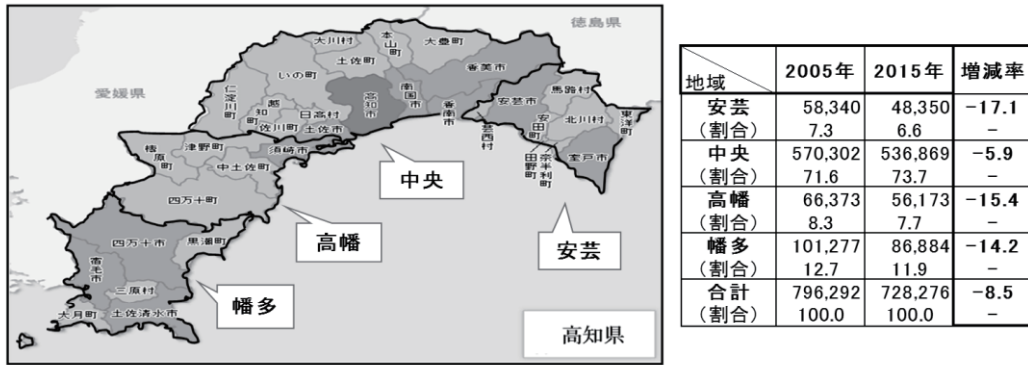 徳島県
愛媛県
大川村
本山町
大豊町
土佐町
いの町
香美市
仁淀川町
越知町
日高村
佐川町
土佐市
高知市
南国市
香南市
安芸市
馬路村
北川村
東洋町
芸西村
安田町
田野町
奈半利町
室戸市
梼原町
津野町
須崎市
中土佐町
四万十町
四万十市
黒潮町
宿毛市
三原村
大月町
土佐清水市
中央
高幡
安芸
幡多
高知県
地域 2005年 2015年 増減率
安芸 58,340 48,350 −17.1
（割合） 7.3 6.6 −
中央 570,302 536,869 −5.9
（割合） 71.6 73.7 −
高幡 66,373 56,173 −15.4
（割合） 8.3 7.7 −
幡多 101,277 86,884 −14.2
（割合） 12.7 11.9 −
合計 796,292 728,276 −8.5
（割合） 100.0 100.0 −